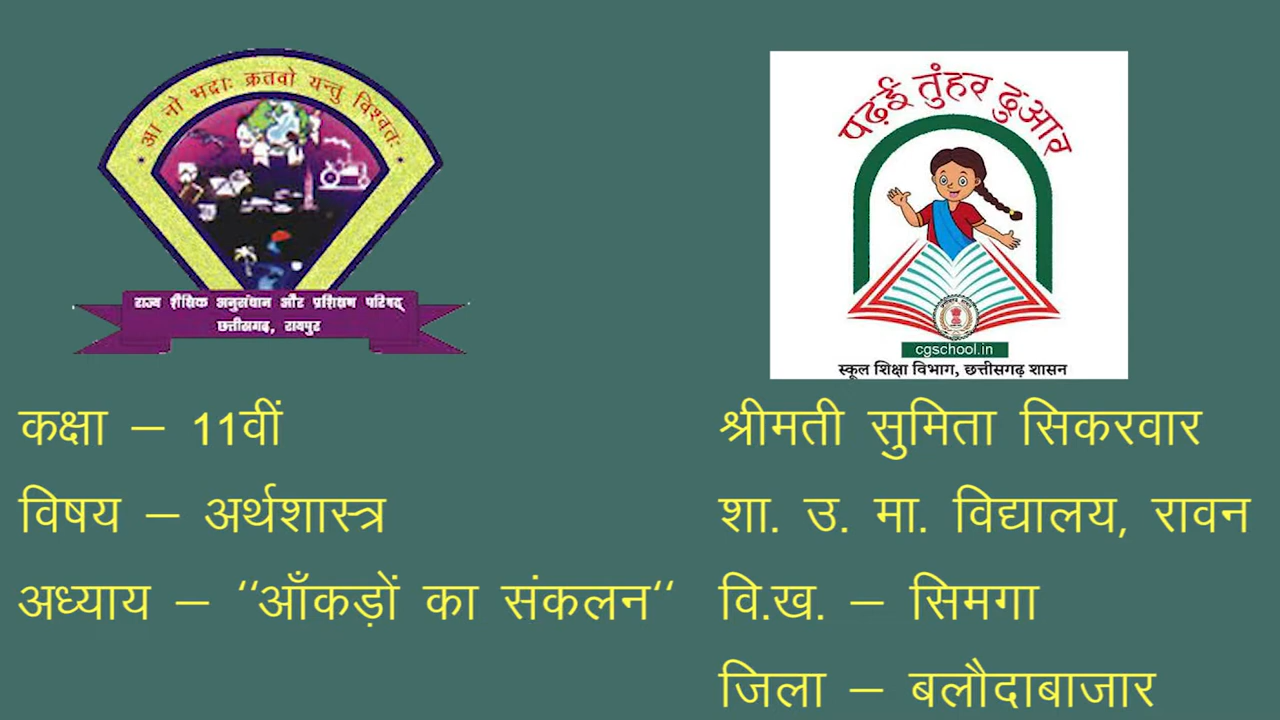 आ नो भद्राः क्रतवो यन्तु विश्वतः
राज्य शैक्षिक अनुसंधान और प्रशिक्षण परिषद्
छत्तीसगढ़, रायपुर
पढ़ई तुंहर दुआर
cgschool.in
स्कूल शिक्षा विभाग, छत्तीसगढ़ शासन
कक्षा – 11वीं
विषय – अर्थशास्त्र
अध्याय – “आँकड़ों का संकलन“
श्रीमती सुमिता सिकरवार
शा. उ. मा. विद्यालय, रावन
वि.ख. – सिमगा
जिला – बलौदाबाजार